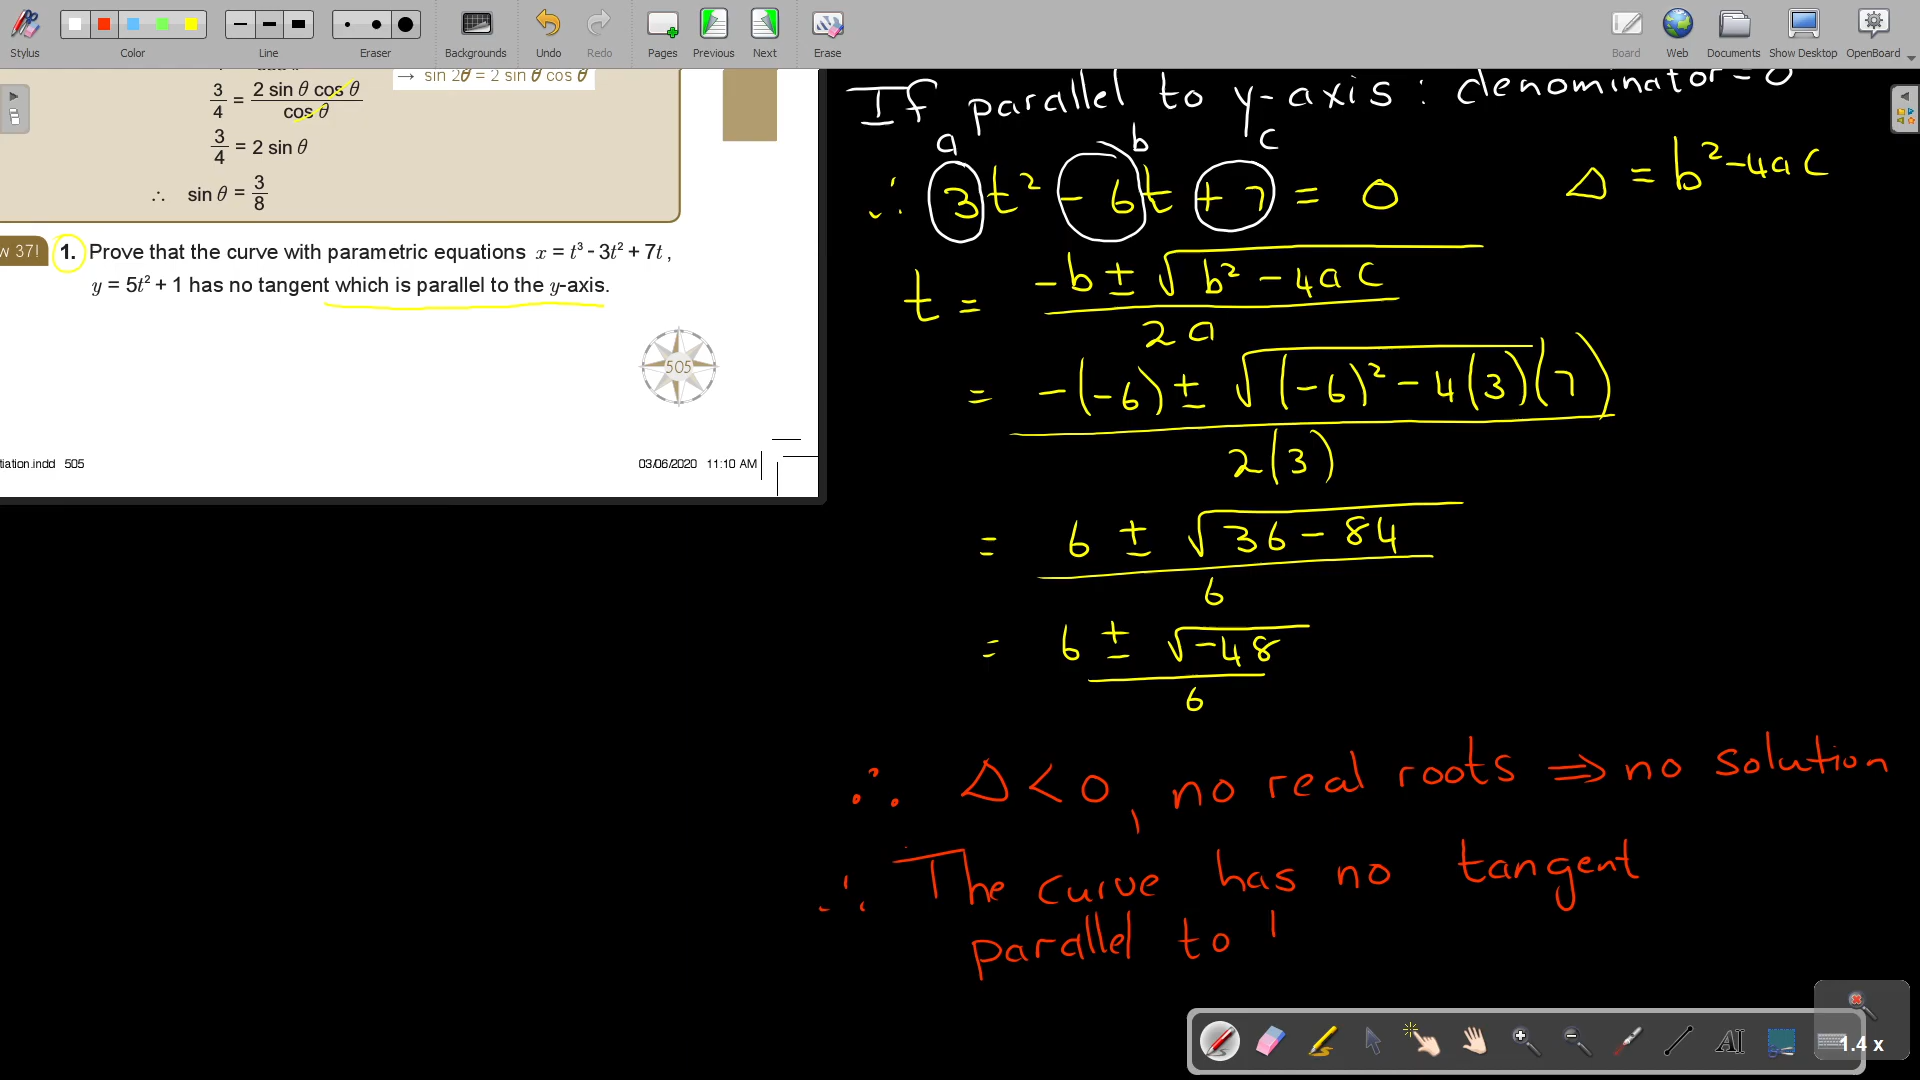 Stylus Color Line Eraser Backgrounds Undo Redo Pages Previous Next Erase Board Web Documents Show Desktop OpenBoard
→ sin 2θ = 2 sin θ cos θ
3/4 = 2 sin θ cos θ / cos θ
3/4 = 2 sin θ
∴ sin θ = 3/8
w 37!
1. Prove that the curve with parametric equations x = t³ - 3t² + 7t,
y = 5t² + 1 has no tangent which is parallel to the y-axis.
505
tiation.indd 505
03/06/2020 11:10 AM
If parallel to y-axis : denominator = 0
a b c
∴ 3t² - 6t + 7 = 0
Δ = b² - 4ac
t = -b ± √b² - 4ac / 2a
= -(-6) ± √(-6)² - 4(3)(7) / 2(3)
= 6 ± √36 - 84 / 6
= 6 ± √-48 / 6
∴ Δ < 0, no real roots ⇒ no solution
∴ The curve has no tangent
parallel to
1.4 x